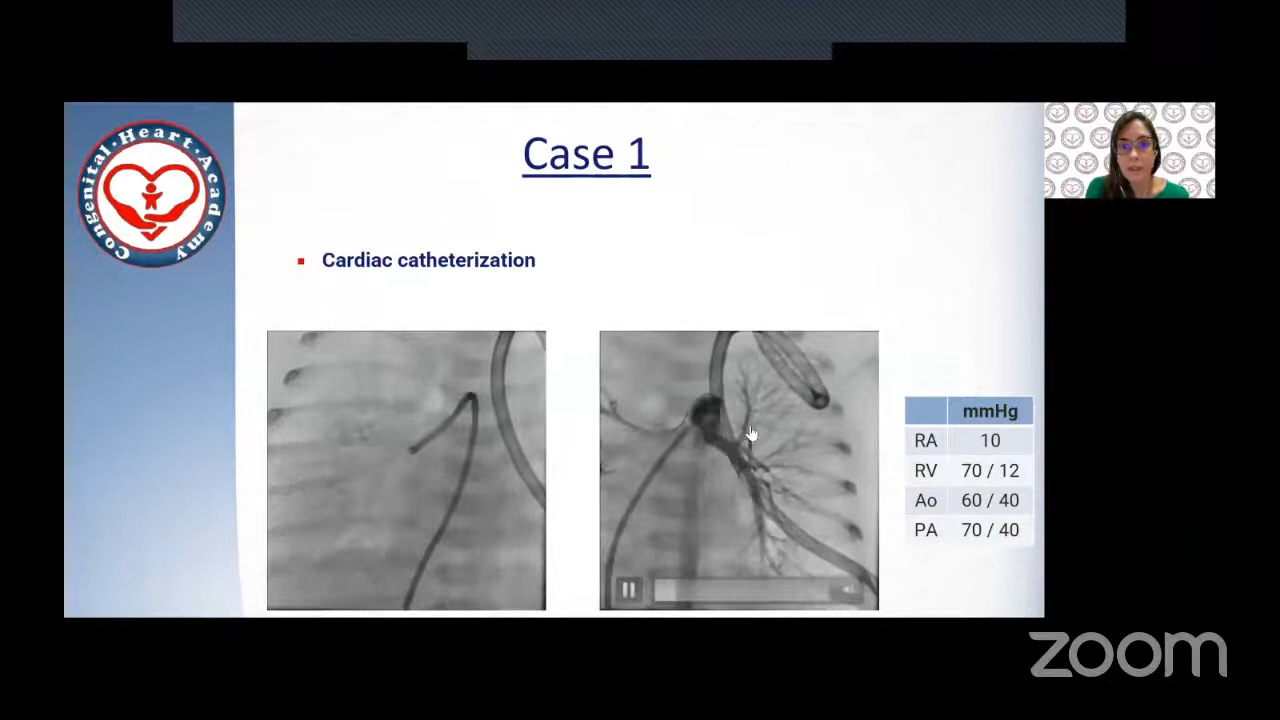 Congenital Heart Academy
Case 1
Cardiac catheterization
mmHg
RA 10
RV 70 / 12
Ao 60 / 40
PA 70 / 40
zoom